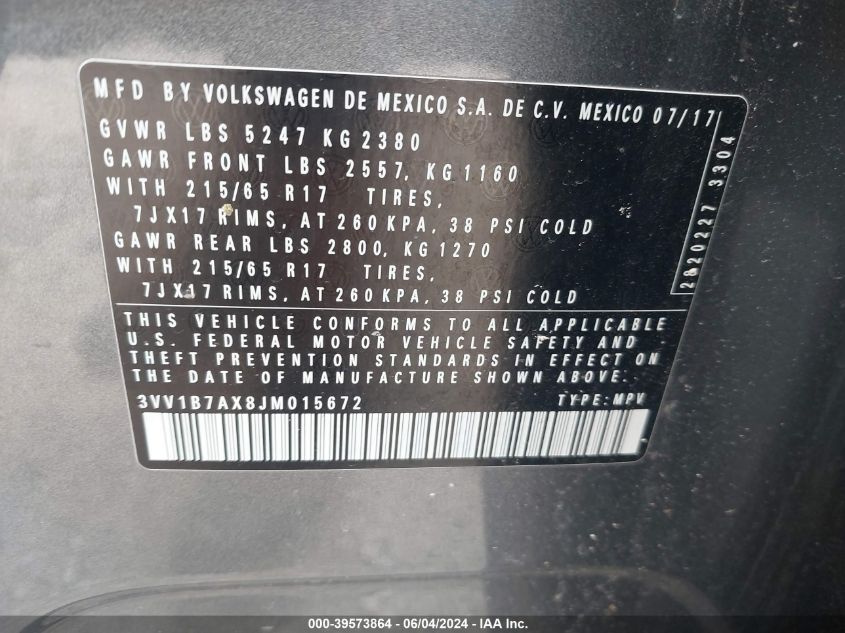 MFD BY VOLKSWAGEN DE MEXICO S.A. DE C.V. MEXICO 07/17
GVWR LBS 5247 KG 2380
GAWR FRONT LBS 2557, KG 1160
WITH 215/65 R17 TIRES,
7JX17 RIMS, AT 260 KPA, 38 PSI COLD
GAWR REAR LBS 2800, KG 1270
WITH 215/65 R17 TIRES,
7JX17 RIMS, AT 260 KPA, 38 PSI COLD
2820227 3304
THIS VEHICLE CONFORMS TO ALL APPLICABLE
U.S. FEDERAL MOTOR VEHICLE SAFETY AND
THEFT PREVENTION STANDARDS IN EFFECT ON
THE DATE OF MANUFACTURE SHOWN ABOVE.
3VV1B7AX8JM015672 TYPE: MPV
000-39573864 - 06/04/2024 - IAA Inc.